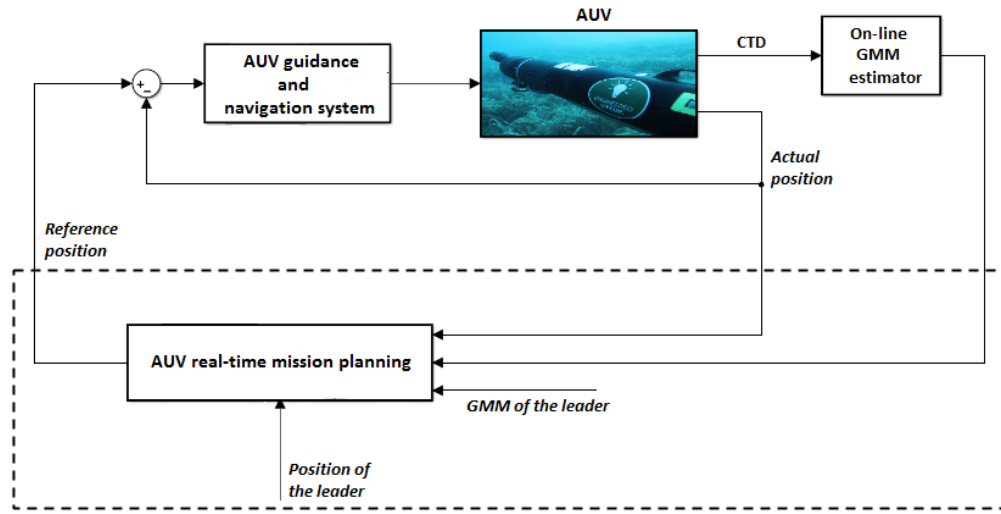 AUV
AUV guidance
and
navigation system
CTD
On-line
GMM
estimator
+
-
Actual
position
Reference
position
AUV real-time mission planning
GMM of the leader
Position of
the leader